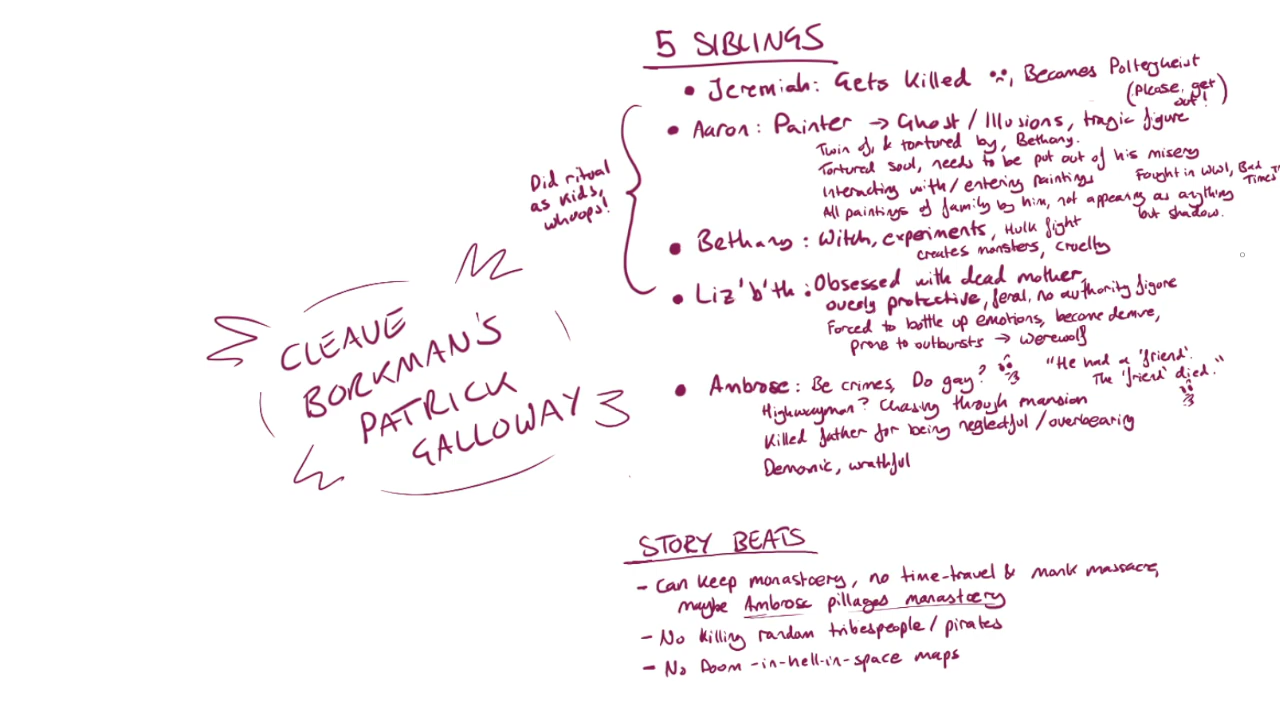 5 SIBLINGS
• Jeremiah: Gets Killed :(, Becomes Poltergheist
(Please, get out!)
• Aaron: Painter → Ghost / Illusions, tragic figure
Twin of, & tortured by, Bethany.
Tortured soul, needs to be put out of his misery
Interacting with/entering paintings
Fought in WW1, Bad Times
All paintings of family by him, not appearing as anything
but shadow.
Did ritual
as kids,
whoops!
• Bethany: Witch, experiments, Hulk fight
creates monsters, cruelty
• Liz'b'th: Obsessed with dead mother,
overly protective, feral, no authority figure
Forced to bottle up emotions, become demure,
prone to outbursts → werewolf
• Ambrose: Be crimes, Do gay?
"He had a 'friend'.
The 'friend' died."
Highwayman? Chasing through mansion
Killed father for being neglectful/overbearing
Demonic, wrathful
CLEAVE
BORKMAN'S
PATRICK
GALLOWAY 3
STORY BEATS
- Can keep monastoery, no time-travel & monk massacre,
maybe Ambrose pillages monastoery
- No killing random tribespeople/pirates
- No Doom-in-hell-in-space maps